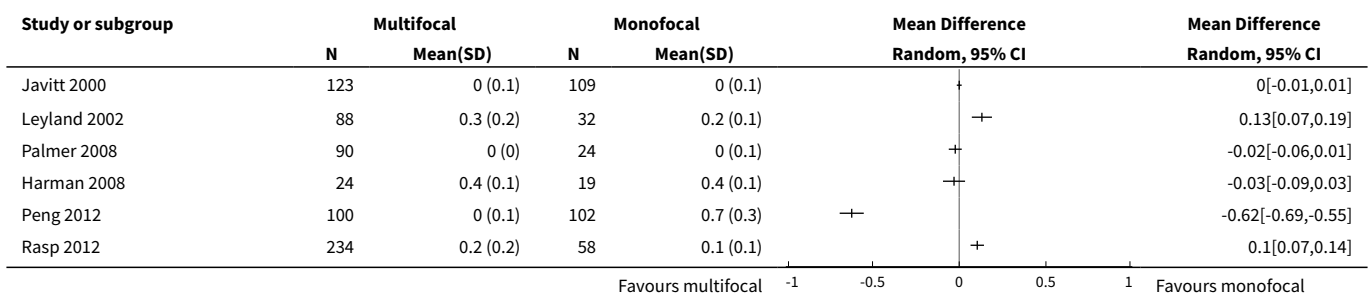 Study or subgroup Multifocal Monofocal Mean Difference Mean Difference
N Mean(SD) N Mean(SD) Random, 95% CI Random, 95% CI
Javitt 2000 123 0 (0.1) 109 0 (0.1) 0[-0.01,0.01]
Leyland 2002 88 0.3 (0.2) 32 0.2 (0.1) 0.13[0.07,0.19]
Palmer 2008 90 0 (0) 24 0 (0.1) -0.02[-0.06,0.01]
Harman 2008 24 0.4 (0.1) 19 0.4 (0.1) -0.03[-0.09,0.03]
Peng 2012 100 0 (0.1) 102 0.7 (0.3) -0.62[-0.69,-0.55]
Rasp 2012 234 0.2 (0.2) 58 0.1 (0.1) 0.1[0.07,0.14]
Favours multifocal -1 -0.5 0 0.5 1 Favours monofocal